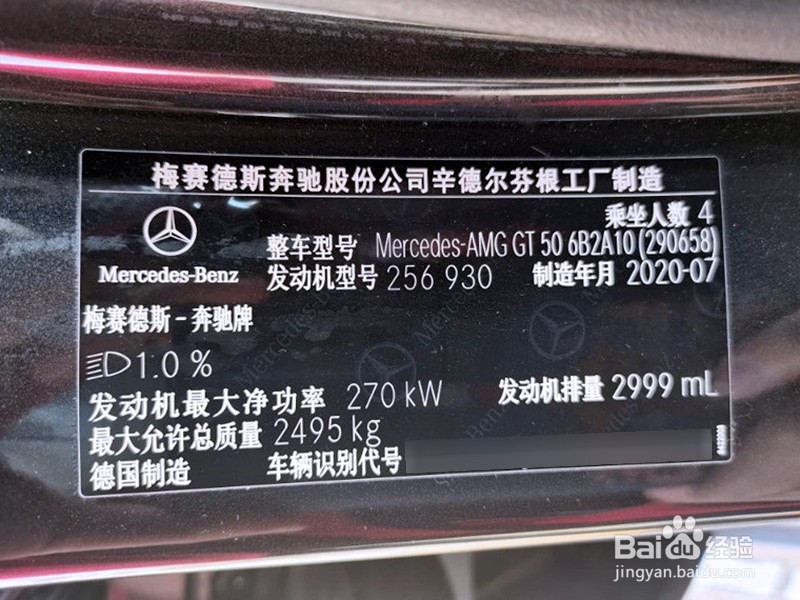 梅赛德斯奔驰股份公司辛德尔芬根工厂制造
乘坐人数 4
整车型号 Mercedes-AMG GT 50 6B2A10 (290658)
Mercedes-Benz 发动机型号 256 930 制造年月 2020-07
梅赛德斯-奔驰牌
1.0 %
发动机最大净功率 270 kW 发动机排量 2999 mL
最大允许总质量 2495 kg
德国制造 车辆识别代号
Mercedes-Benz
Baidu 经验
jingyan.baidu.com